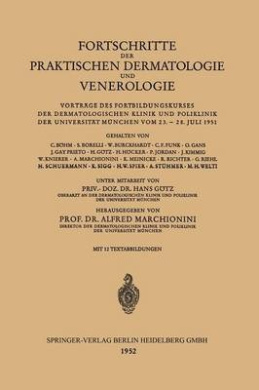 FORTSCHRITTE
DER
PRAKTISCHEN DERMATOLOGIE
UND
VENEROLOGIE
VORTRÄGE DES FORTBILDUNGSKURSES
DER DERMATOLOGISCHEN KLINIK UND POLIKLINIK
DER UNIVERSITÄT MÜNCHEN VOM 23. – 28. JULI 1951
GEHALTEN VON
C. BOHM · S. BORELLI · W. BURCKHARDT · C. F. FUNK · O. GANS
J. GAY PRIETO · H. GOTZ · H. HOLKER · P. JORDAN · J. KIMMIG
W. KNIERER · A. MARCHIONINI · K. MEINICKE · R. RICHTER · G. RIEHL
H. SCHUERMANN · K. SIGG · H.W. SPIER · A. STÜHMER · M.H. WELTI
UNTER MITARBEIT VON
PRIV.- DOZ. DR. HANS GÖTZ
OBERARZT AN DER DERMATOLOGISCHEN KLINIK UND POLIKLINIK
DER UNIVERSITÄT MÜNCHEN
HERAUSGEGEBEN VON
PROF. DR. ALFRED MARCHIONINI
DIREKTOR DER DERMATOLOGISCHEN KLINIK UND POLIKLINIK
DER UNIVERSITÄT MÜNCHEN
MIT 12 TEXTABBILDUNGEN
SPRINGER-VERLAG BERLIN HEIDELBERG GMBH
1952